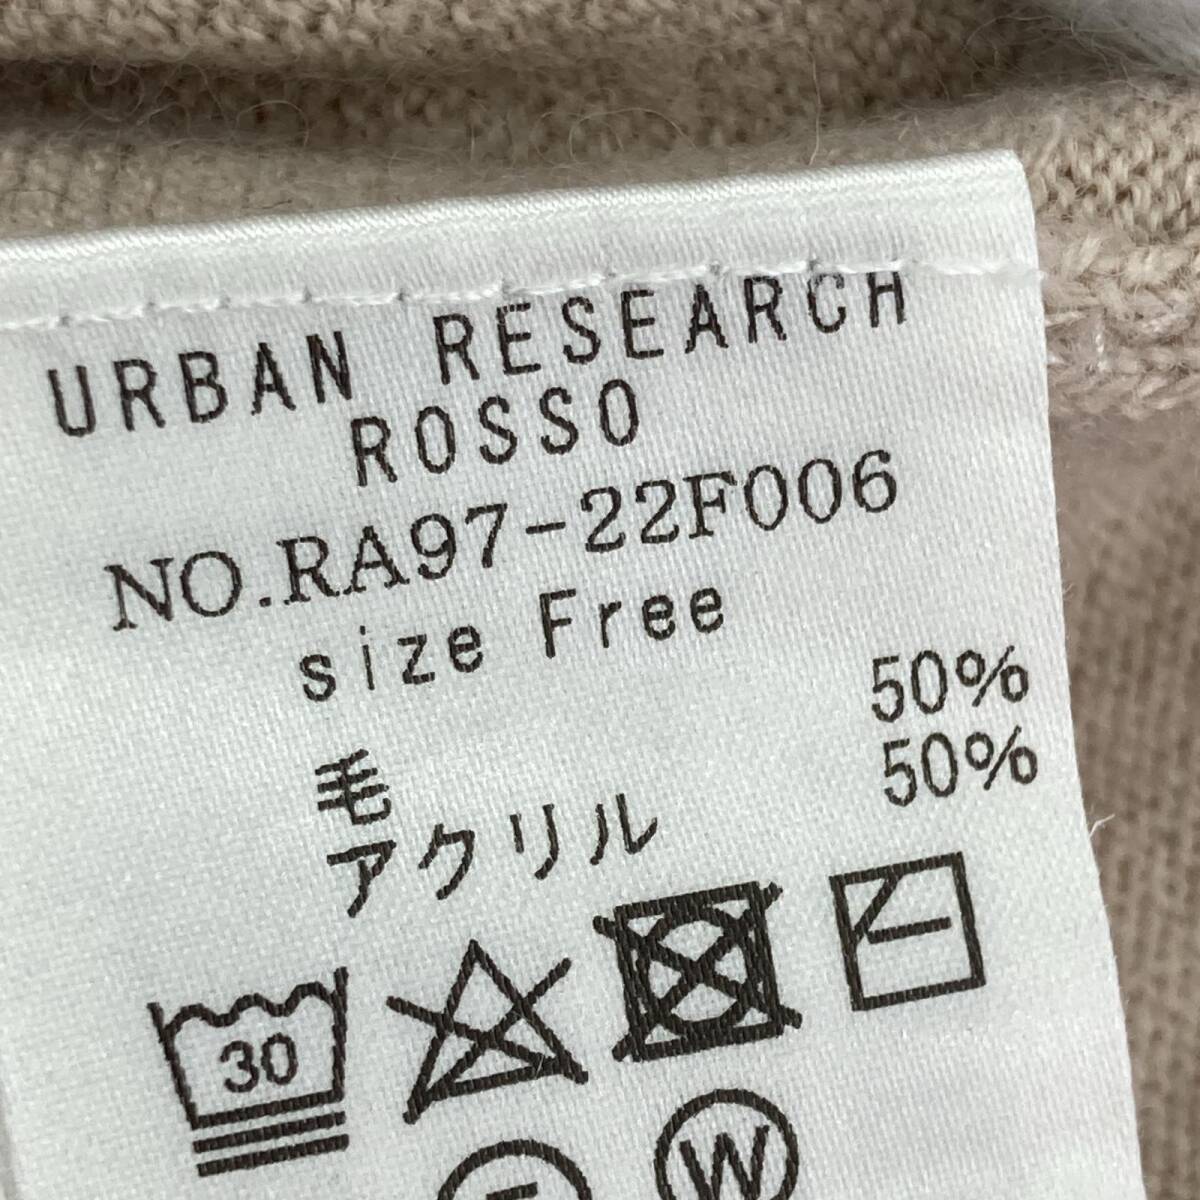 URBAN RESEARCH
ROSSO
NO.RA97-22F006
size Free
毛 50%
アクリル 50%
30
W